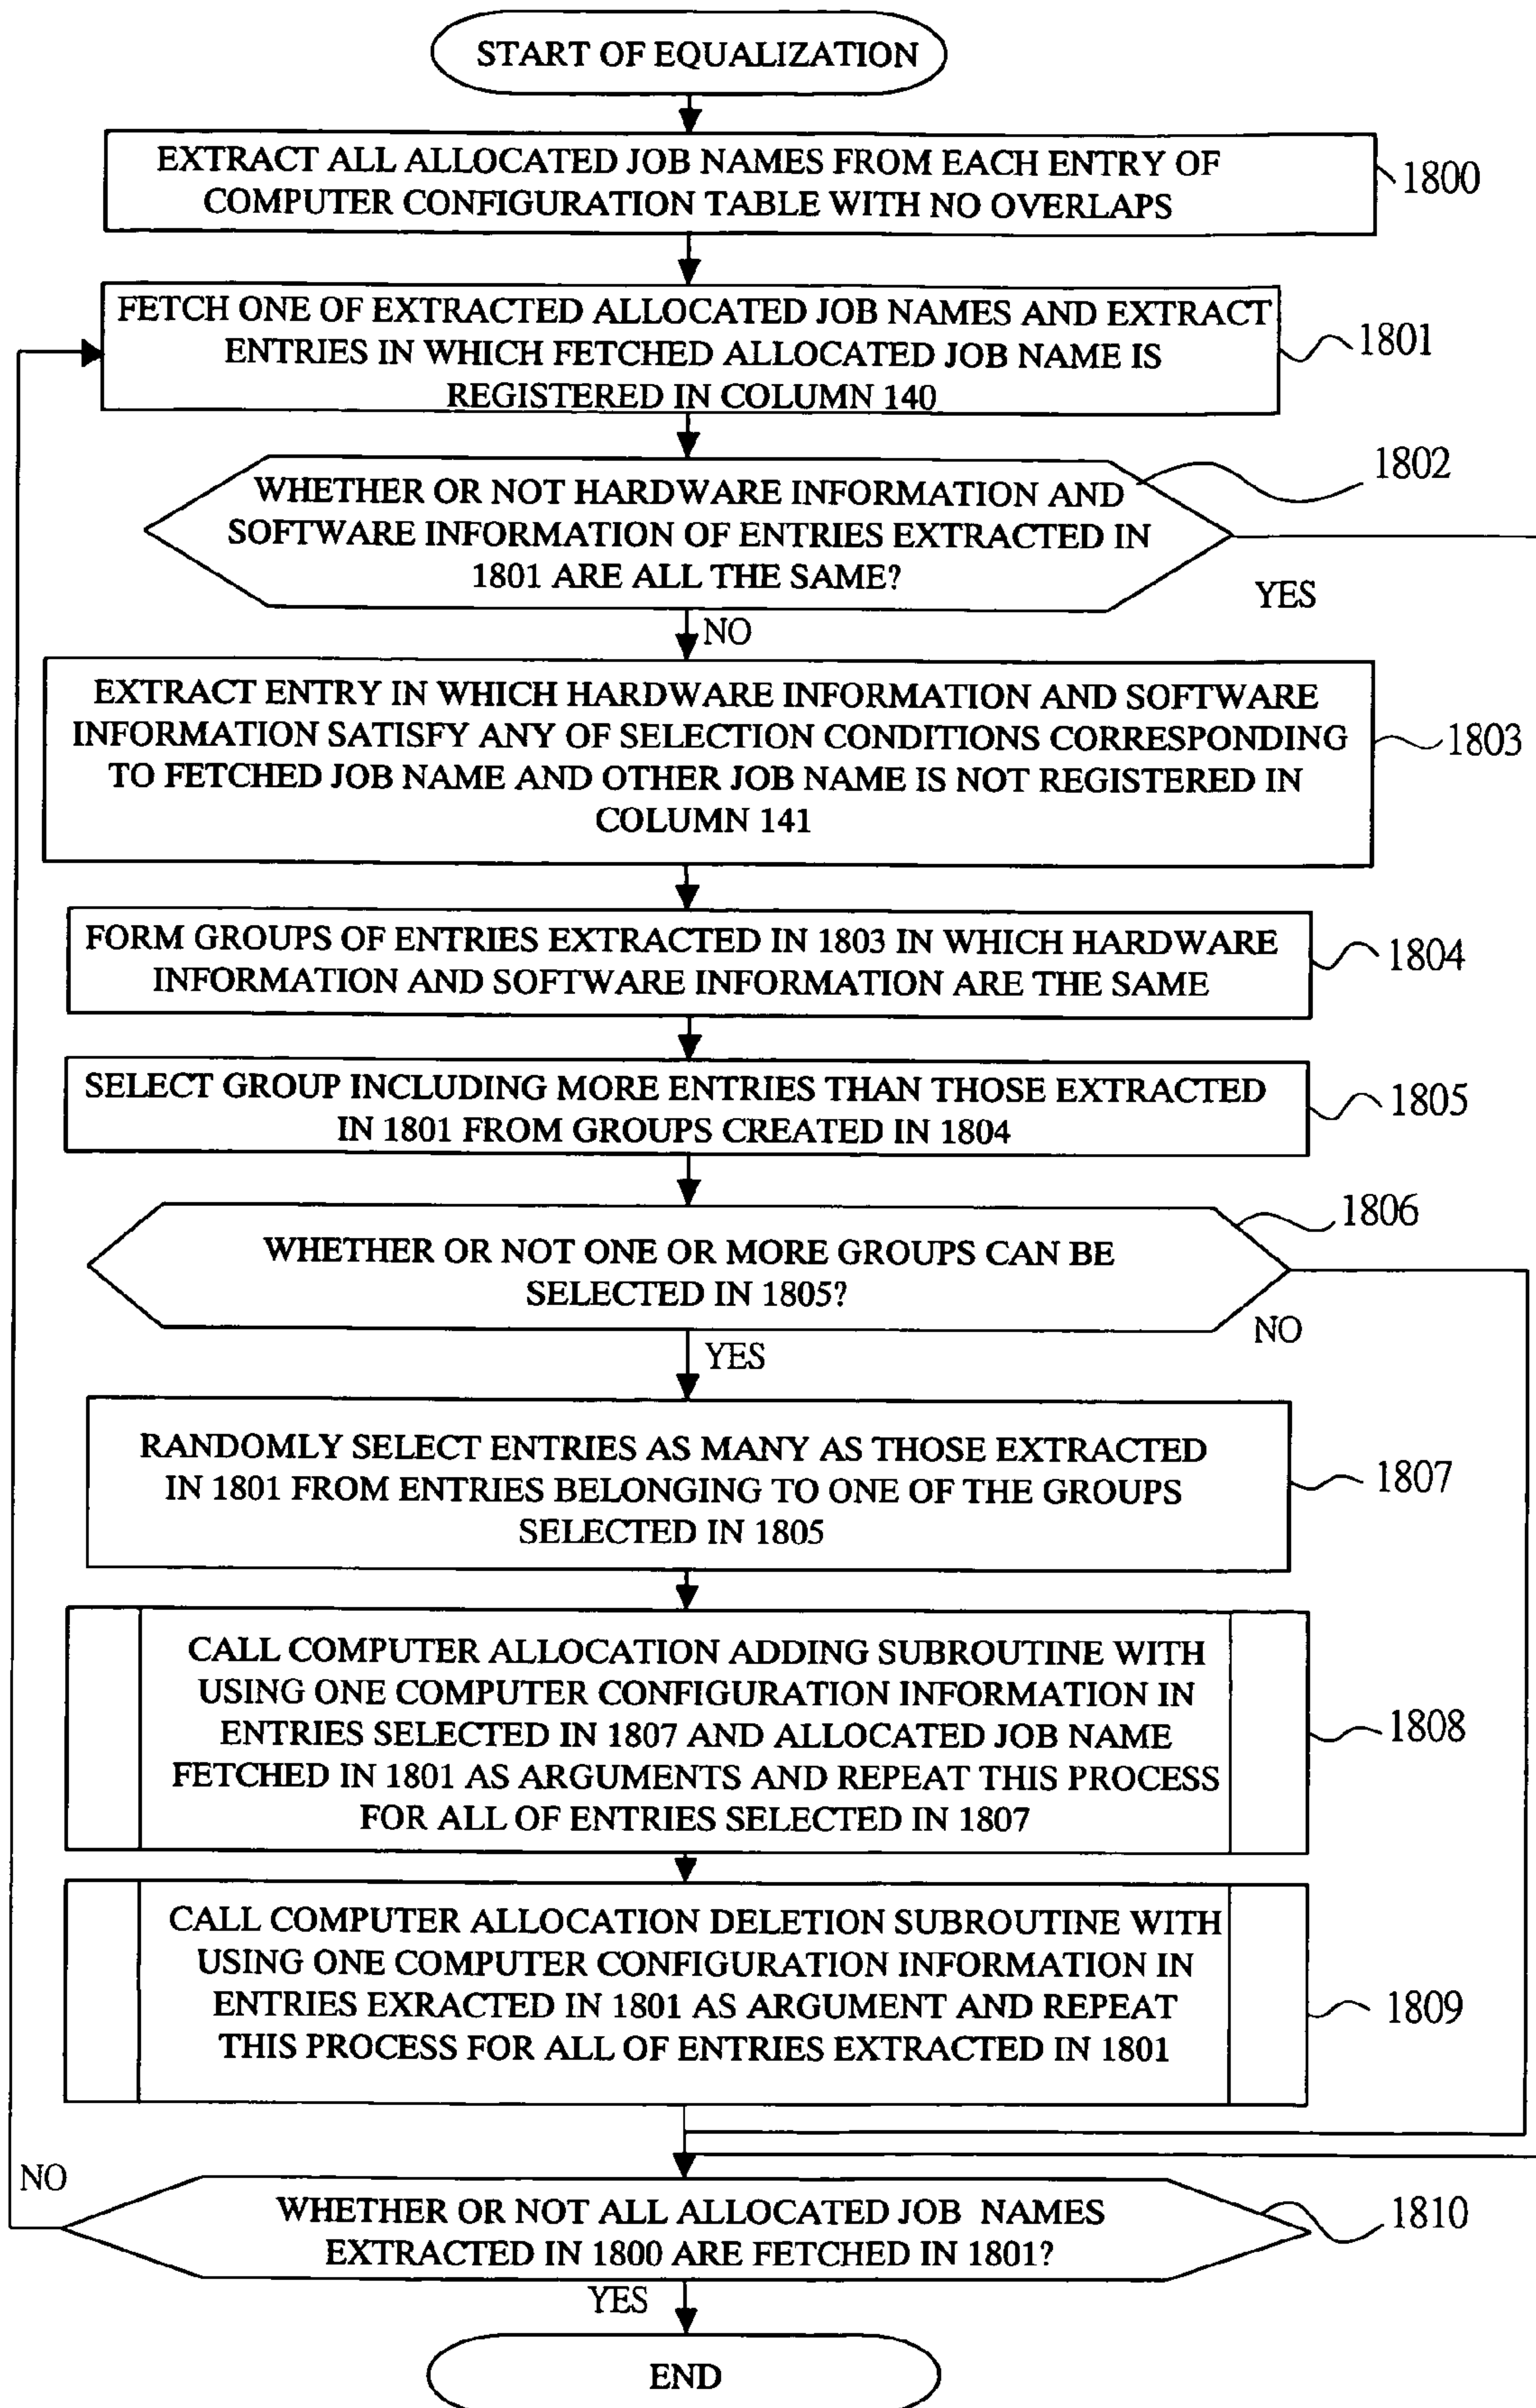 START OF EQUALIZATION
EXTRACT ALL ALLOCATED JOB NAMES FROM EACH ENTRY OF
COMPUTER CONFIGURATION TABLE WITH NO OVERLAPS
1800
FETCH ONE OF EXTRACTED ALLOCATED JOB NAMES AND EXTRACT
ENTRIES IN WHICH FETCHED ALLOCATED JOB NAME IS
REGISTERED IN COLUMN 140
1801
WHETHER OR NOT HARDWARE INFORMATION AND
SOFTWARE INFORMATION OF ENTRIES EXTRACTED IN
1801 ARE ALL THE SAME?
1802
YES
NO
EXTRACT ENTRY IN WHICH HARDWARE INFORMATION AND SOFTWARE
INFORMATION SATISFY ANY OF SELECTION CONDITIONS CORRESPONDING
TO FETCHED JOB NAME AND OTHER JOB NAME IS NOT REGISTERED IN
COLUMN 141
1803
FORM GROUPS OF ENTRIES EXTRACTED IN 1803 IN WHICH HARDWARE
INFORMATION AND SOFTWARE INFORMATION ARE THE SAME
1804
SELECT GROUP INCLUDING MORE ENTRIES THAN THOSE EXTRACTED
IN 1801 FROM GROUPS CREATED IN 1804
1805
WHETHER OR NOT ONE OR MORE GROUPS CAN BE
SELECTED IN 1805?
1806
NO
YES
RANDOMLY SELECT ENTRIES AS MANY AS THOSE EXTRACTED
IN 1801 FROM ENTRIES BELONGING TO ONE OF THE GROUPS
SELECTED IN 1805
1807
CALL COMPUTER ALLOCATION ADDING SUBROUTINE WITH
USING ONE COMPUTER CONFIGURATION INFORMATION IN
ENTRIES SELECTED IN 1807 AND ALLOCATED JOB NAME
FETCHED IN 1801 AS ARGUMENTS AND REPEAT THIS PROCESS
FOR ALL OF ENTRIES SELECTED IN 1807
1808
CALL COMPUTER ALLOCATION DELETION SUBROUTINE WITH
USING ONE COMPUTER CONFIGURATION INFORMATION IN
ENTRIES EXRACTED IN 1801 AS ARGUMENT AND REPEAT
THIS PROCESS FOR ALL OF ENTRIES EXTRACTED IN 1801
1809
NO
WHETHER OR NOT ALL ALLOCATED JOB NAMES
EXTRACTED IN 1800 ARE FETCHED IN 1801?
1810
YES
END